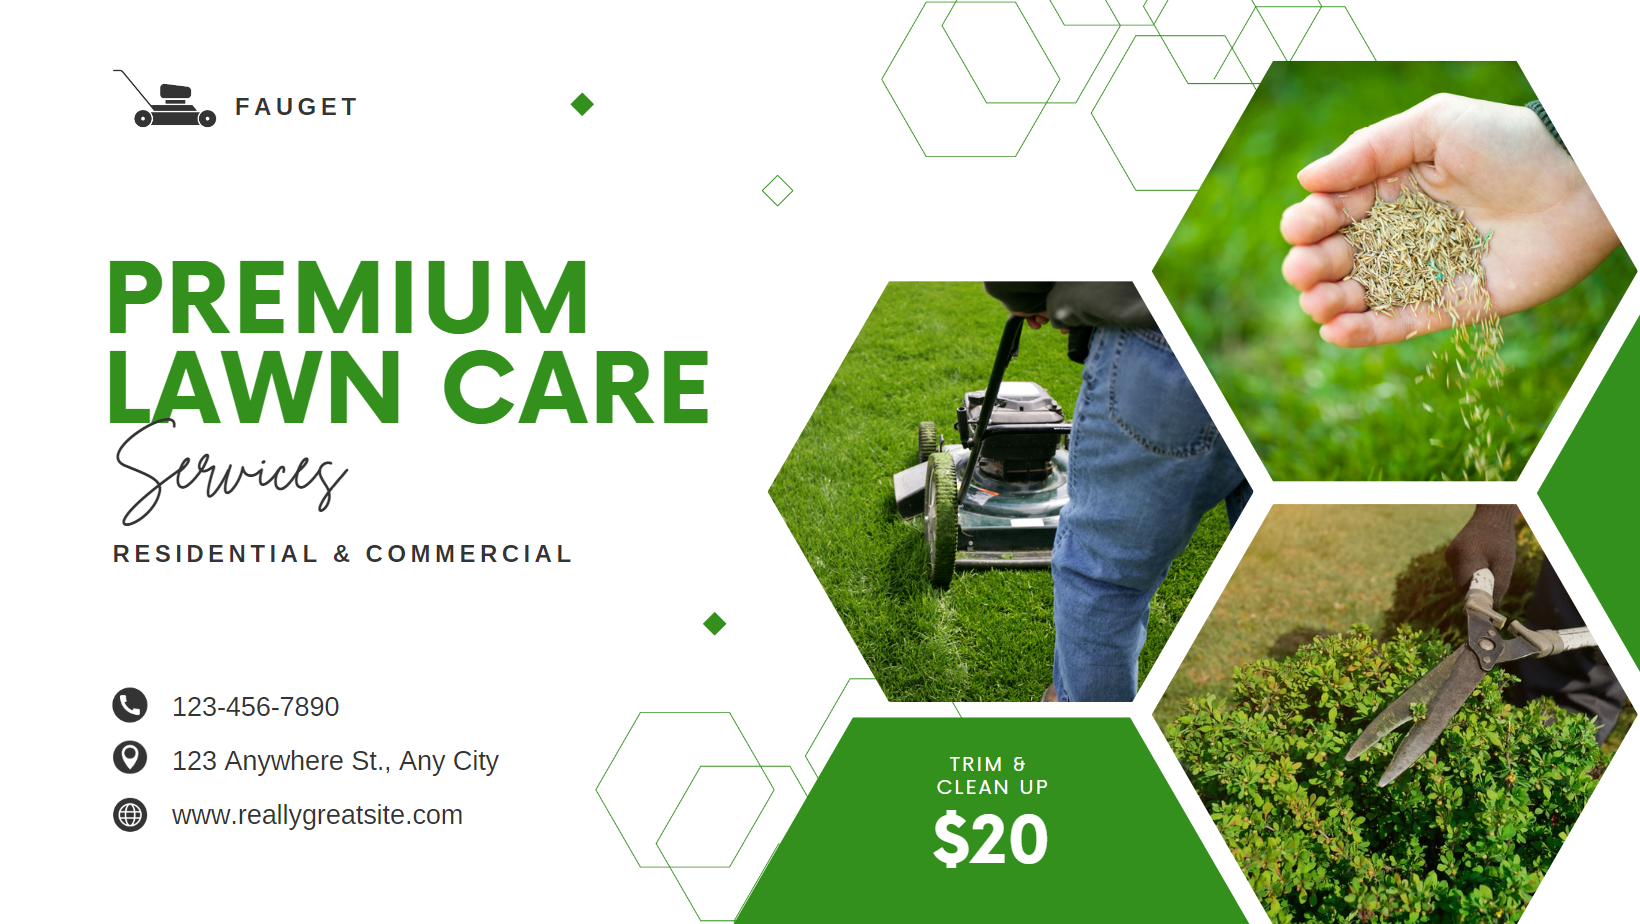 FAUGET
PREMIUM
LAWN CARE
Services
RESIDENTIAL & COMMERCIAL
123-456-7890
123 Anywhere St., Any City
www.reallygreatsite.com
TRIM &
CLEAN UP
$20